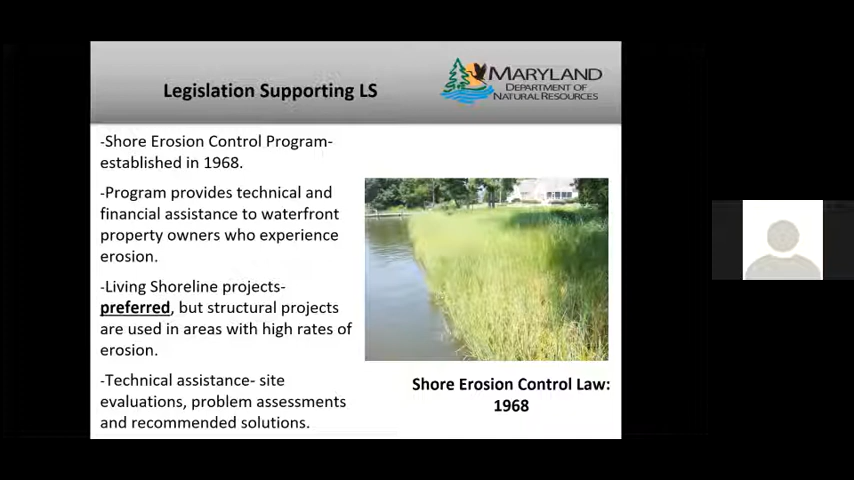 Legislation Supporting LS
MARYLAND
DEPARTMENT OF
NATURAL RESOURCES
-Shore Erosion Control Program-
established in 1968.
-Program provides technical and
financial assistance to waterfront
property owners who experience
erosion.
-Living Shoreline projects-
preferred, but structural projects
are used in areas with high rates of
erosion.
-Technical assistance- site
evaluations, problem assessments
and recommended solutions.
Shore Erosion Control Law:
1968